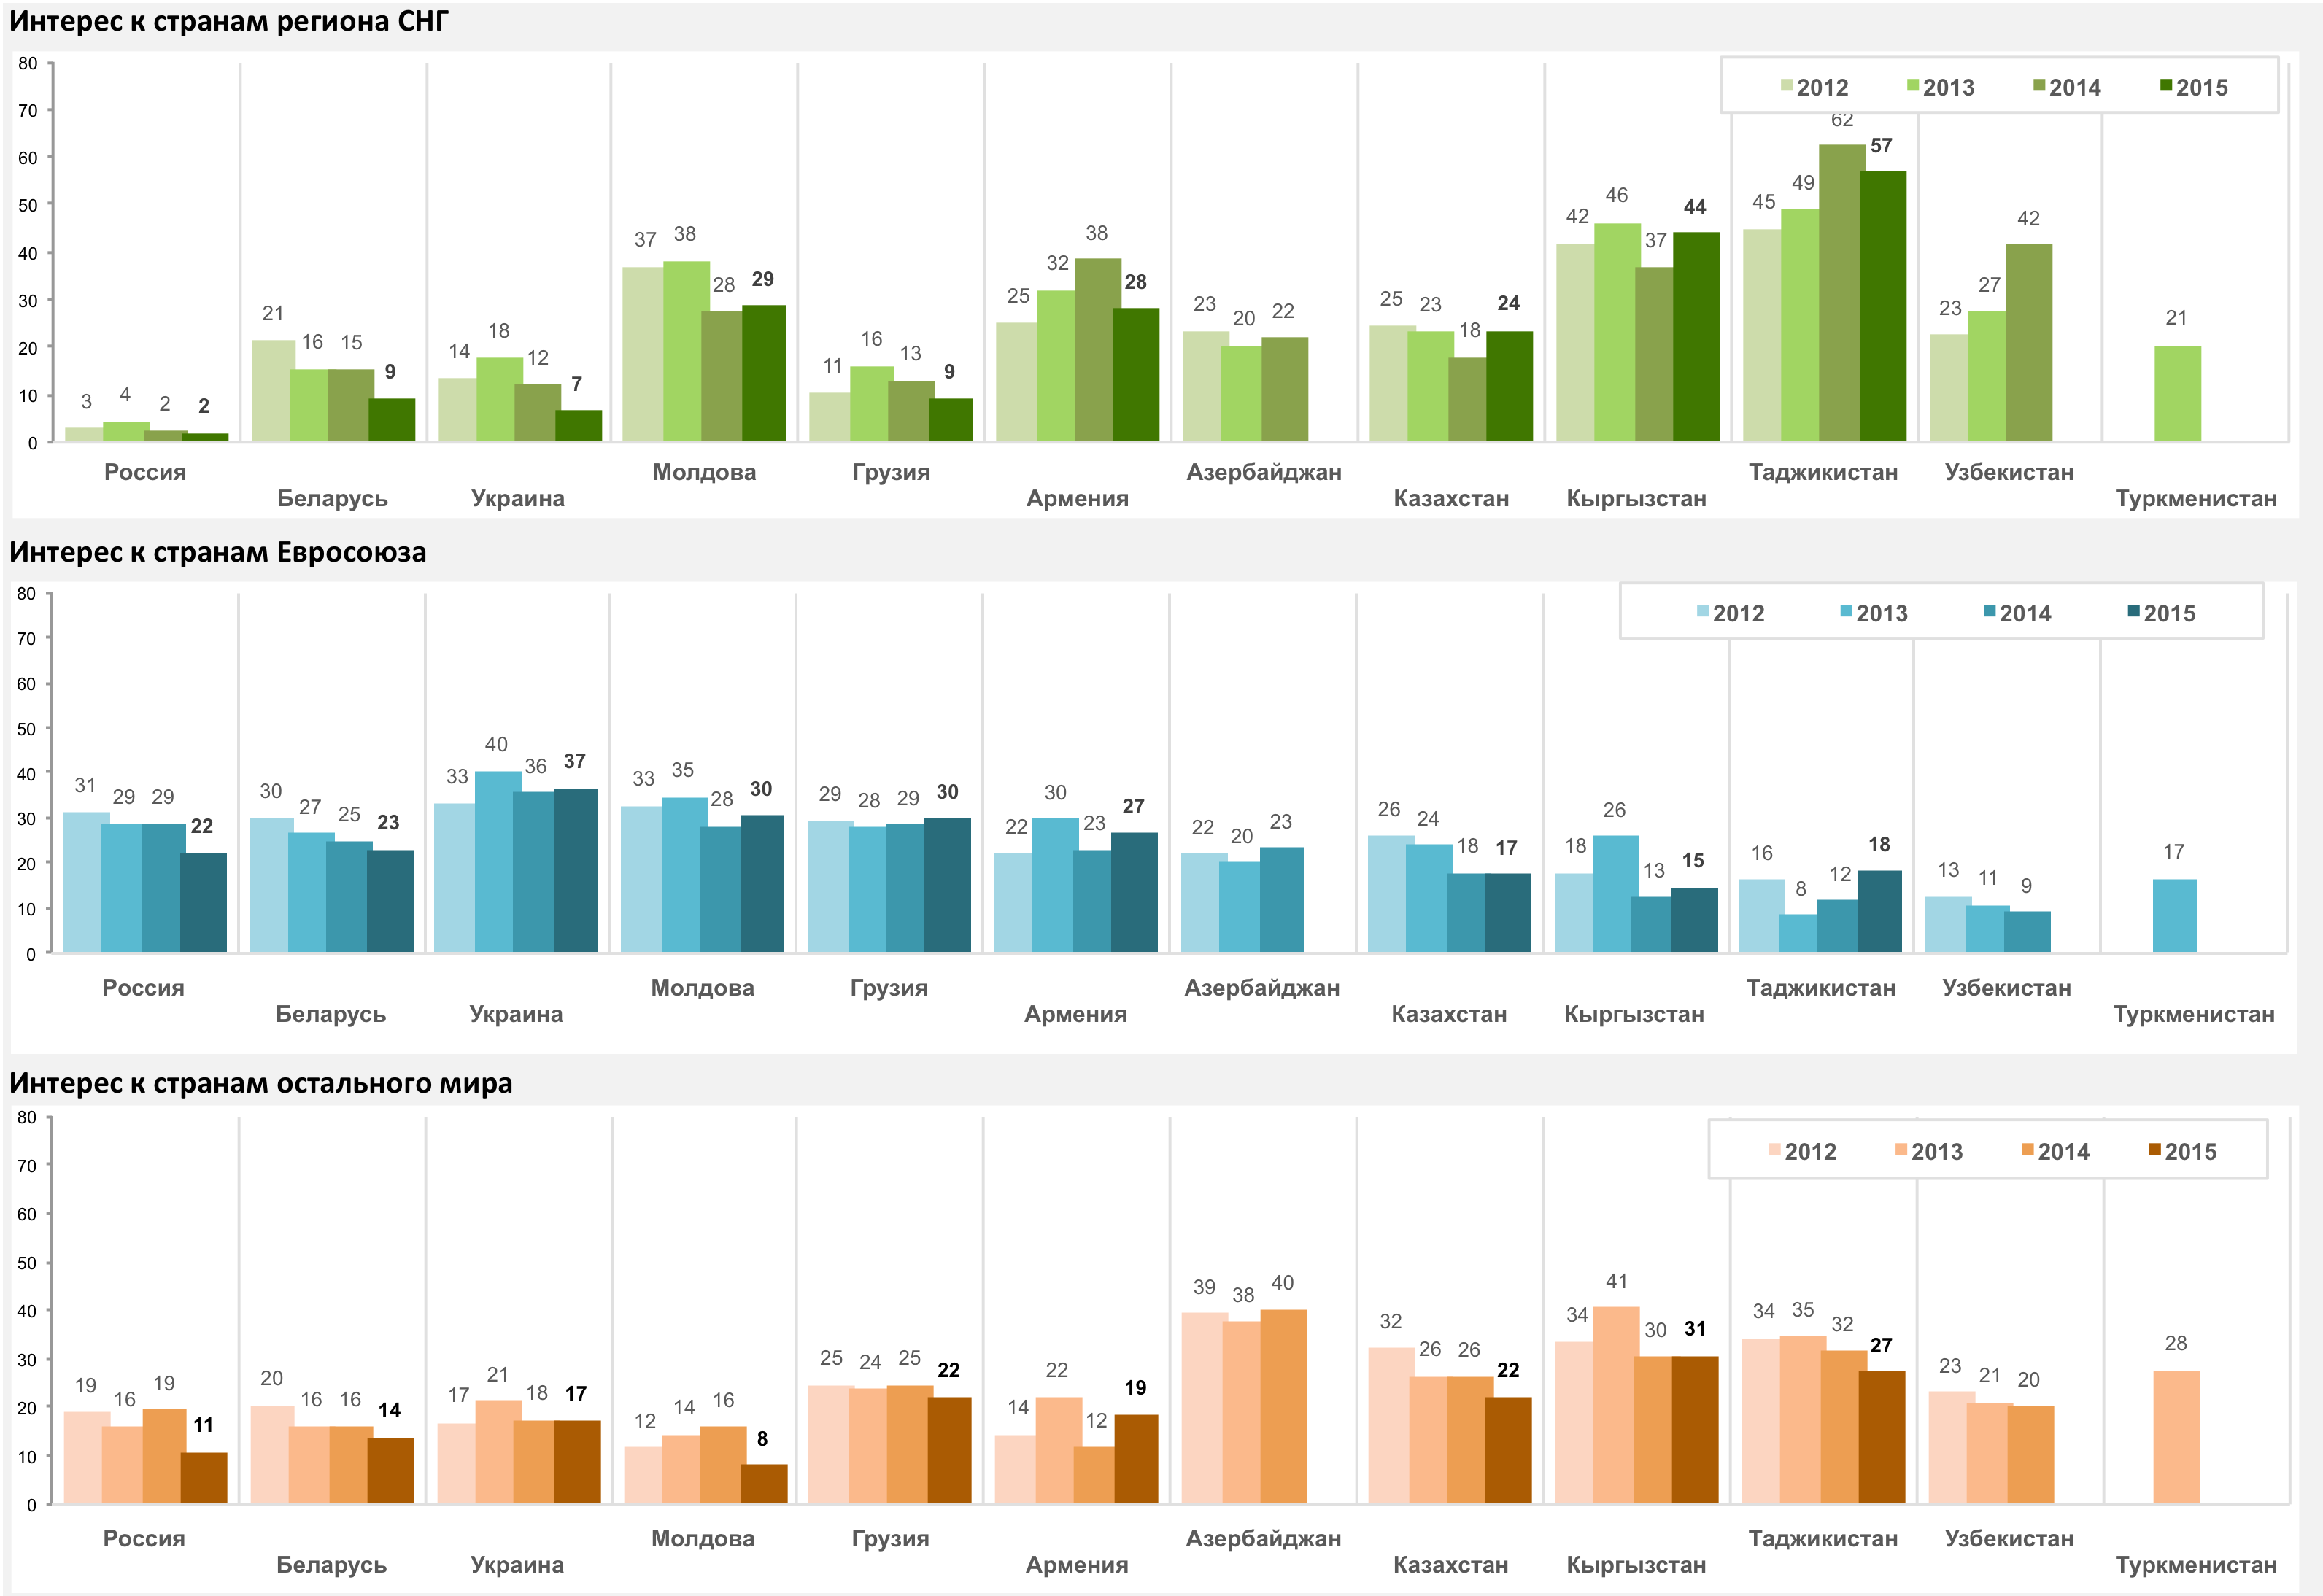 Интерес к странам региона СНГ
80
70
60
50
40
30
20
10
0
2012 2013 2014 2015
3 4 2 2
21 16 15 9
14 18 12 7
37 38 28 29
11 16 13 9
25 32 38 28
23 20 22
25 23 18 24
42 46 37 44
45 49 62 57
23 27 42
21
Россия Беларусь Украина Молдова Грузия Армения Азербайджан Казахстан Кыргызстан Таджикистан Узбекистан Туркменистан
Интерес к странам Евросоюза
80
70
60
50
40
30
20
10
0
2012 2013 2014 2015
31 29 29 22
30 27 25 23
33 40 36 37
33 35 28 30
29 28 29 30
22 30 23 27
22 20 23
26 24 18 17
18 26 13 15
16 8 12 18
13 11 9
17
Россия Беларусь Украина Молдова Грузия Армения Азербайджан Казахстан Кыргызстан Таджикистан Узбекистан Туркменистан
Интерес к странам остального мира
80
70
60
50
40
30
20
10
0
2012 2013 2014 2015
19 16 19 11
20 16 16 14
17 21 18 17
12 14 16 8
25 24 25 22
14 22 12 19
39 38 40
32 26 26 22
34 41 30 31
34 35 32 27
23 21 20
28
Россия Беларусь Украина Молдова Грузия Армения Азербайджан Казахстан Кыргызстан Таджикистан Узбекистан Туркменистан